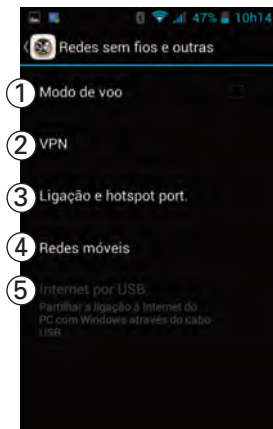 47% 10h14
Redes sem fios e outras
1 Modo de voo
2 VPN
3 Ligação e hotspot port.
4 Redes móveis
5 Internet por USB
Partilhar a ligação à Internet do
PC com Windows através do cabo
USB